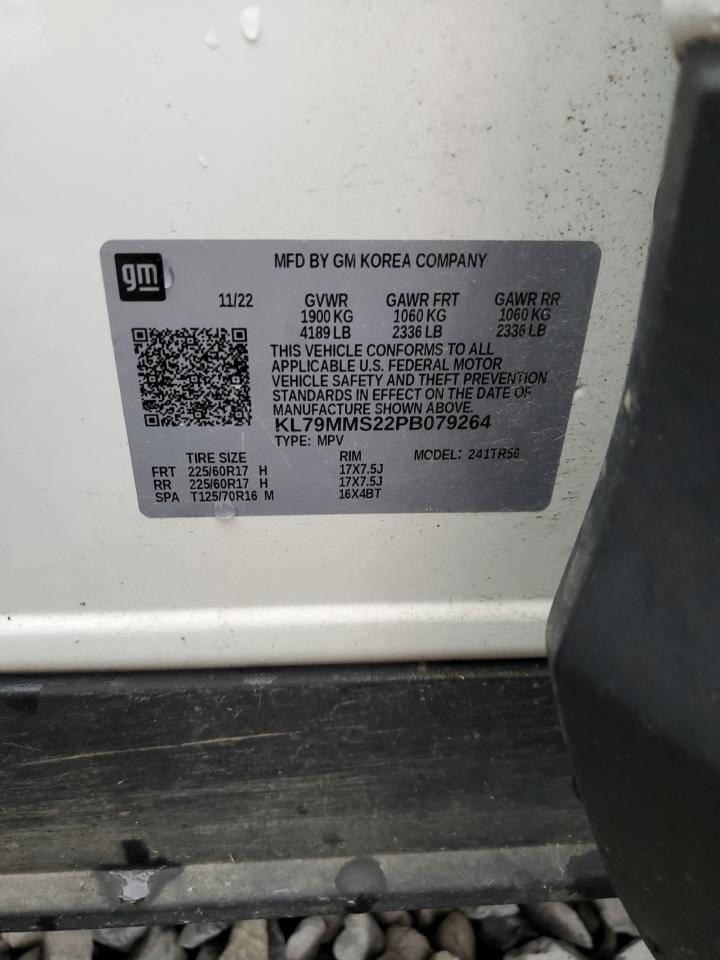 gm
MFD BY GM KOREA COMPANY
11/22 GVWR GAWR FRT GAWR RR
1900 KG 1060 KG 1060 KG
4189 LB 2336 LB 2336 LB
THIS VEHICLE CONFORMS TO ALL
APPLICABLE U.S. FEDERAL MOTOR
VEHICLE SAFETY AND THEFT PREVENTION
STANDARDS IN EFFECT ON THE DATE OF
MANUFACTURE SHOWN ABOVE.
KL79MMS22PB079264
TYPE: MPV
TIRE SIZE RIM MODEL: 241TR56
FRT 225/60R17 H 17X7.5J
RR 225/60R17 H 17X7.5J
SPA T125/70R16 M 16X4BT